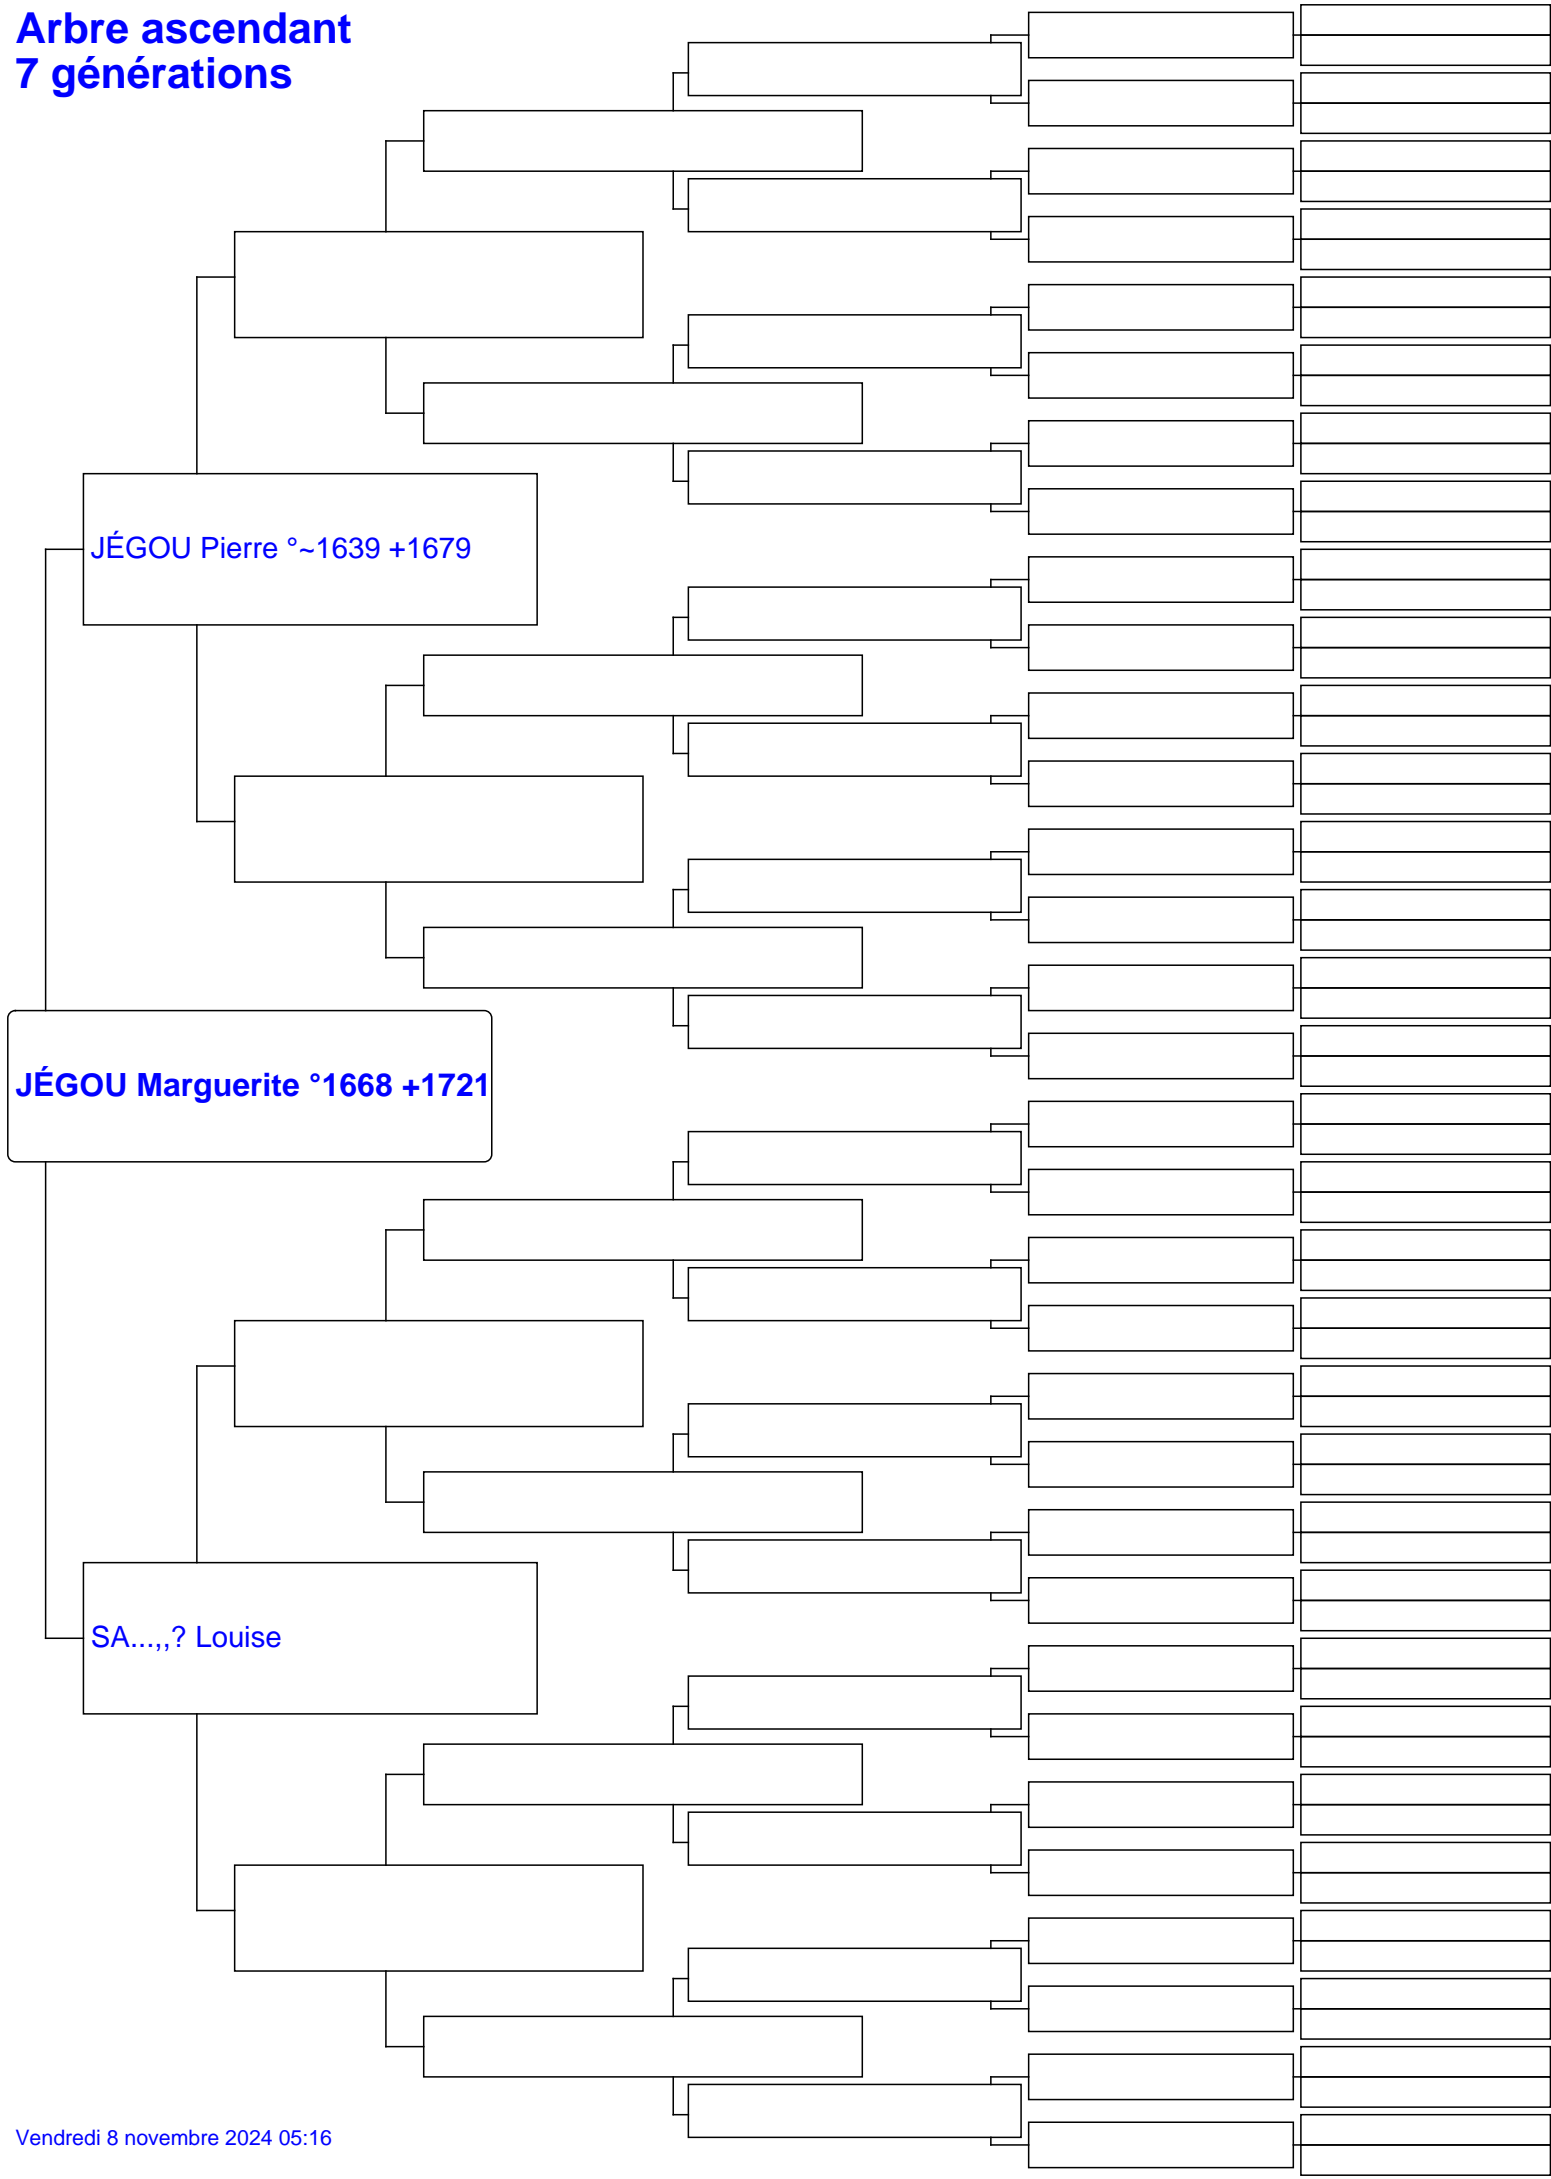 Arbre ascendant
7 générations
JÉGOU Pierre °~1639 +1679
JÉGOU Marguerite °1668 +1721
SA...,,? Louise
Vendredi 8 novembre 2024 05:16